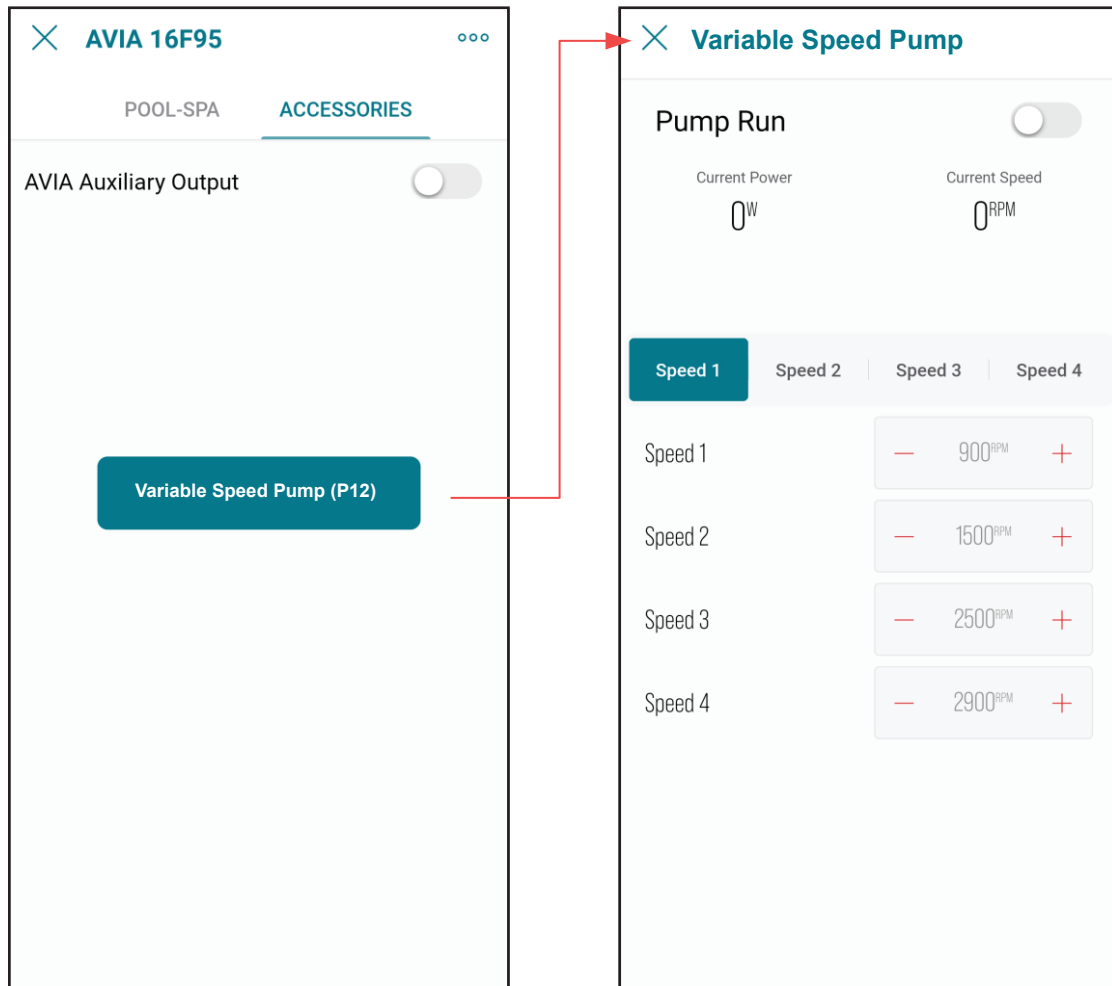 AVIA 16F95
POOL-SPA ACCESSORIES
AVIA Auxiliary Output
Variable Speed Pump (P12)
Variable Speed Pump
Pump Run
Current Power Current Speed
0W 0RPM
Speed 1 Speed 2 Speed 3 Speed 4
Speed 1 — 900RPM +
Speed 2 — 1500RPM +
Speed 3 — 2500RPM +
Speed 4 — 2900RPM +